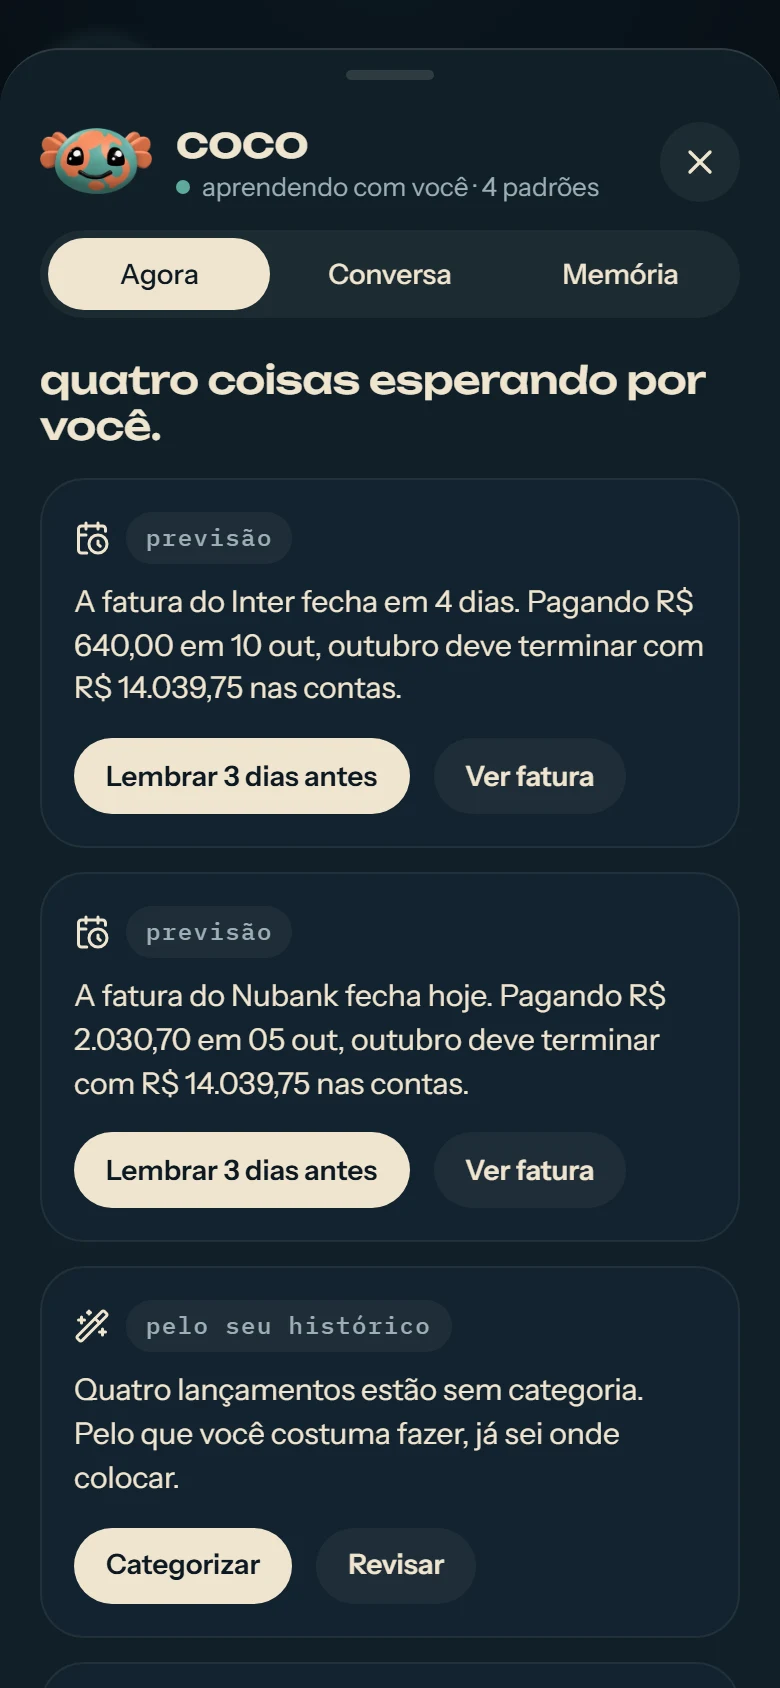 coco
aprendendo com você · 4 padrões
Agora
Conversa
Memória
quatro coisas esperando por
você.
previsão
A fatura do Inter fecha em 4 dias. Pagando R$
640,00 em 10 out, outubro deve terminar com
R$ 14.039,75 nas contas.
Lembrar 3 dias antes
Ver fatura
previsão
A fatura do Nubank fecha hoje. Pagando R$
2.030,70 em 05 out, outubro deve terminar
com R$ 14.039,75 nas contas.
Lembrar 3 dias antes
Ver fatura
pelo seu histórico
Quatro lançamentos estão sem categoria.
Pelo que você costuma fazer, já sei onde
colocar.
Categorizar
Revisar